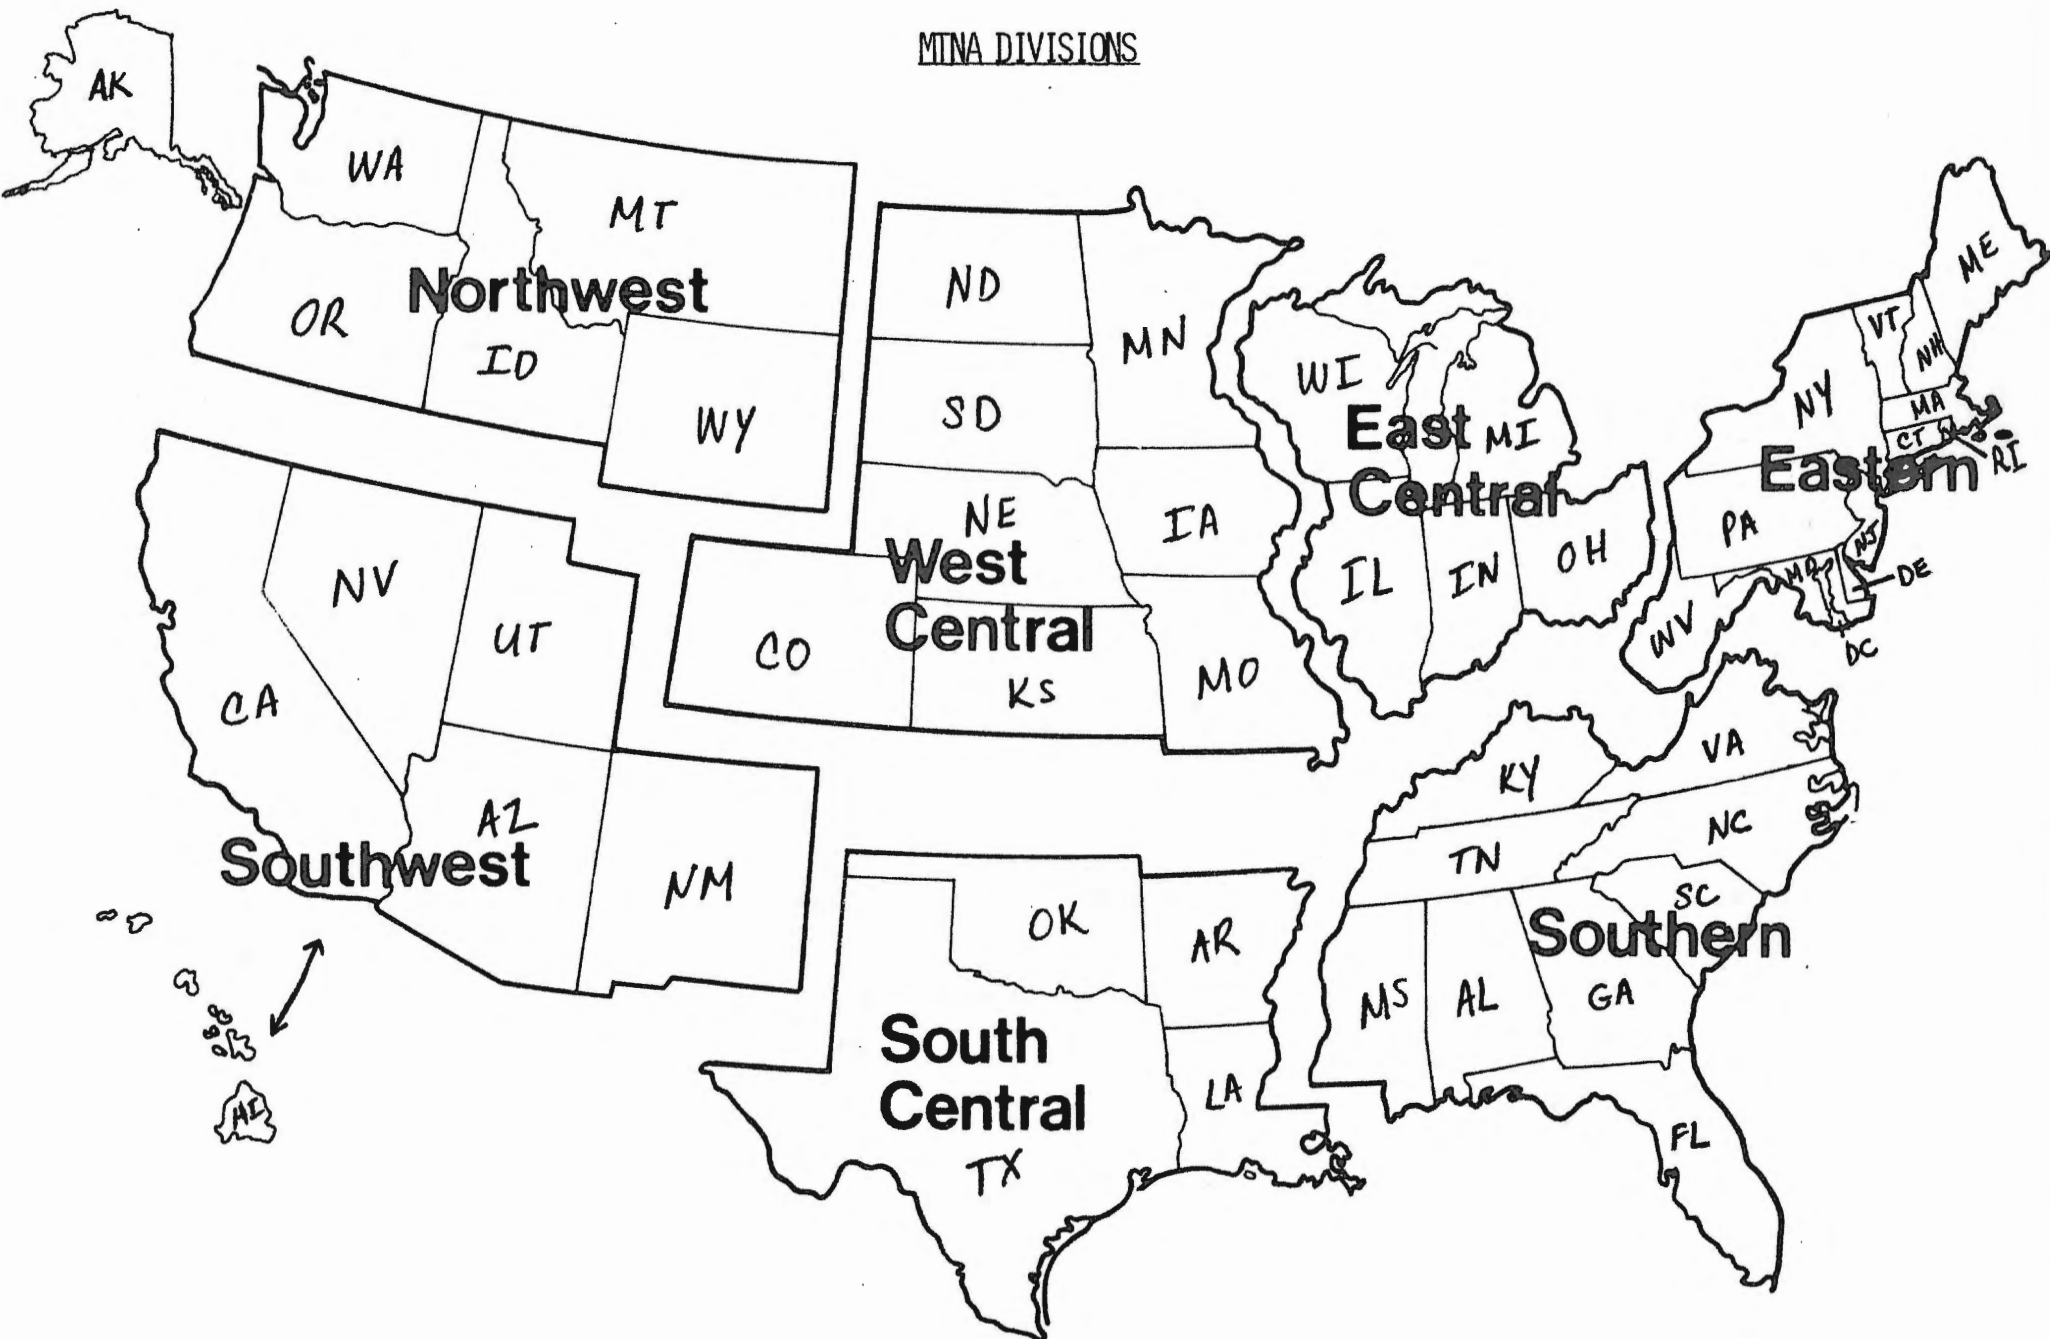 MTNA DIVISIONS
AK
WA
MT
OR
Northwest
ID
WY
ND
MN
SD
NE
IA
West
Central
CO
KS
MO
WI
East
MI
Central
IL
IN
OH
ME
VT
NH
NY
MA
CT
RI
Eastern
PA
NJ
MD
DE
WV
DC
NV
UT
CA
AZ
Southwest
NM
HI
OK
AR
South
Central
LA
TX
VA
KY
NC
TN
SC
Southern
MS
AL
GA
FL